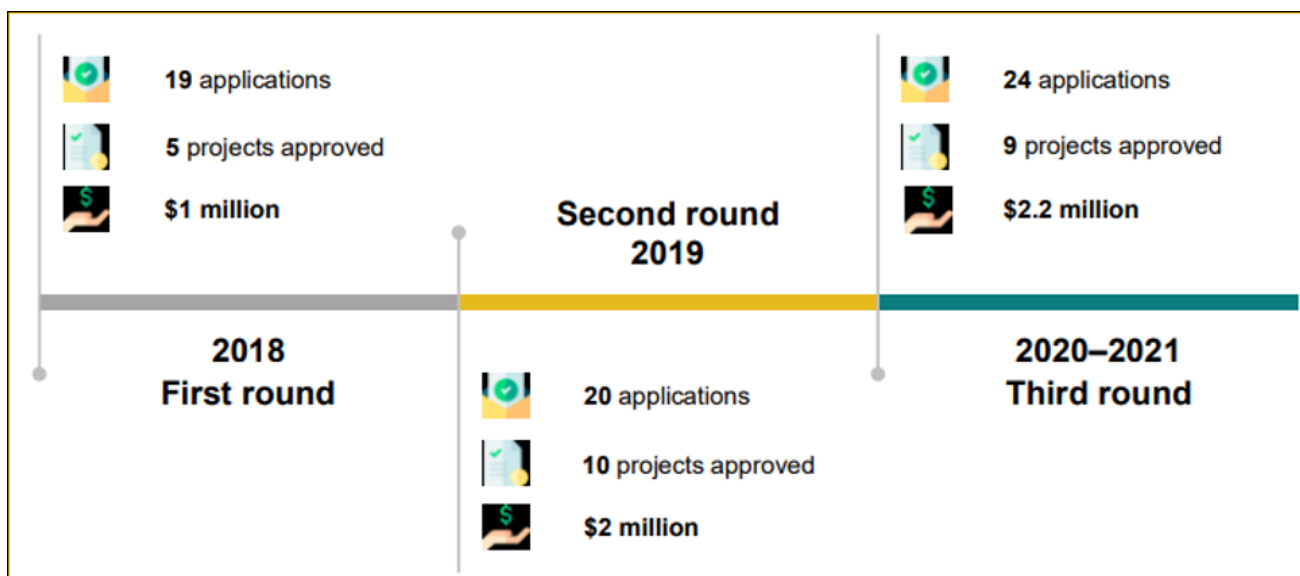 19 applications
5 projects approved
$1 million
2018
First round
Second round
2019
20 applications
10 projects approved
$2 million
24 applications
9 projects approved
$2.2 million
2020–2021
Third round